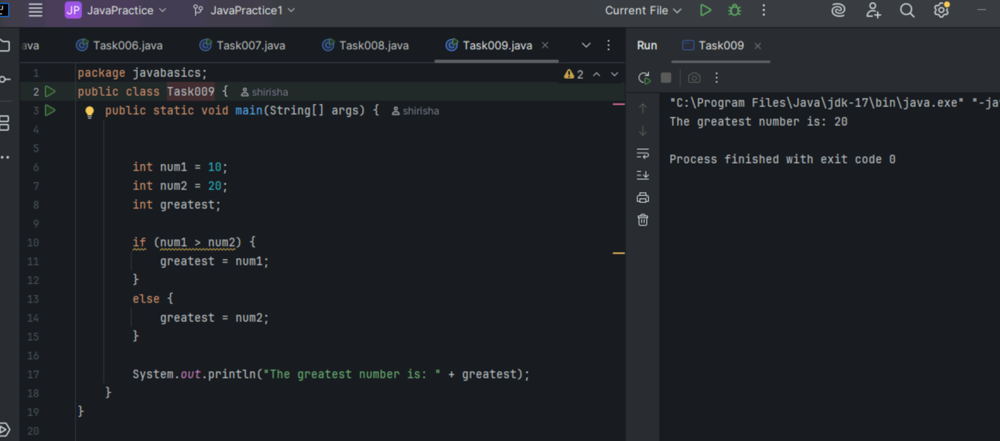 JP JavaPractice JavaPractice1 Current File
ava Task006.java Task007.java Task008.java Task009.java
Run Task009
1 package javabasics; 2
2 public class Task009 { shirisha
3 public static void main(String[] args) { shirisha
4
5
6 int num1 = 10;
7 int num2 = 20;
8 int greatest;
9
10 if (num1 > num2) {
11 greatest = num1;
12 }
13 else {
14 greatest = num2;
15 }
16
17 System.out.println("The greatest number is: " + greatest);
18 }
19 }
20
"C:\Program Files\Java\jdk-17\bin\java.exe" "-ja
The greatest number is: 20
Process finished with exit code 0